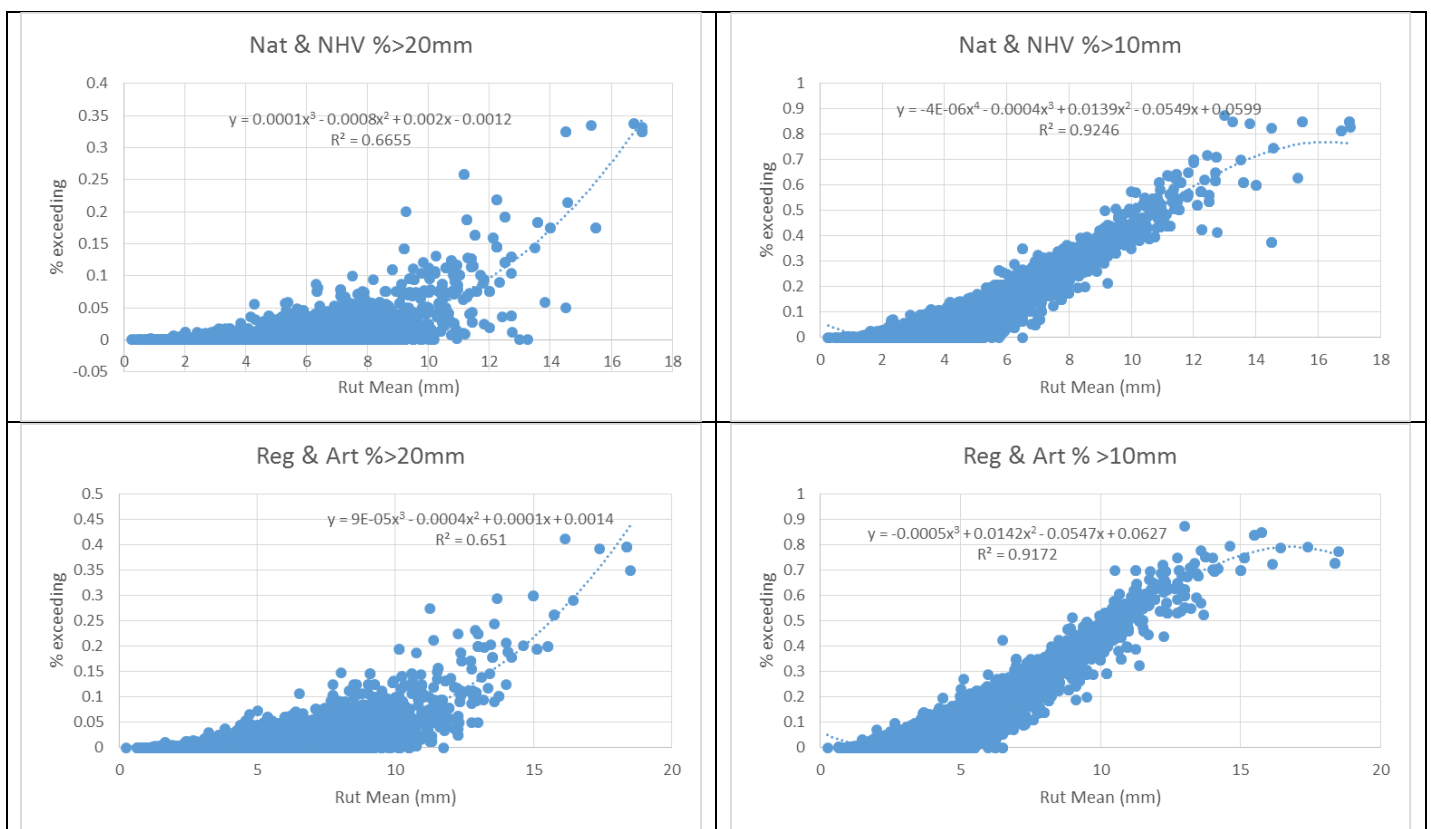 Nat & NHV %>20mm
0.4
0.35
0.3
0.25
0.2
0.15
0.1
0.05
0
-0.05
% exceeding
y = 0.0001x³ - 0.0008x² + 0.002x - 0.0012
R² = 0.6655
0 2 4 6 8 10 12 14 16 18
Rut Mean (mm)
Nat & NHV %>10mm
1
0.9
0.8
0.7
0.6
0.5
0.4
0.3
0.2
0.1
0
% exceeding
y = -4E-06x⁴ - 0.0004x³ + 0.0139x² - 0.0549x + 0.0599
R² = 0.9246
0 2 4 6 8 10 12 14 16 18
Rut Mean (mm)
Reg & Art %>20mm
0.5
0.45
0.4
0.35
0.3
0.25
0.2
0.15
0.1
0.05
0
% exceeding
y = 9E-05x³ - 0.0004x² + 0.0001x + 0.0014
R² = 0.651
0 5 10 15 20
Rut Mean (mm)
Reg & Art % >10mm
1
0.9
0.8
0.7
0.6
0.5
0.4
0.3
0.2
0.1
0
% exceeding
y = -0.0005x³ + 0.0142x² - 0.0547x + 0.0627
R² = 0.9172
0 5 10 15 20
Rut Mean (mm)